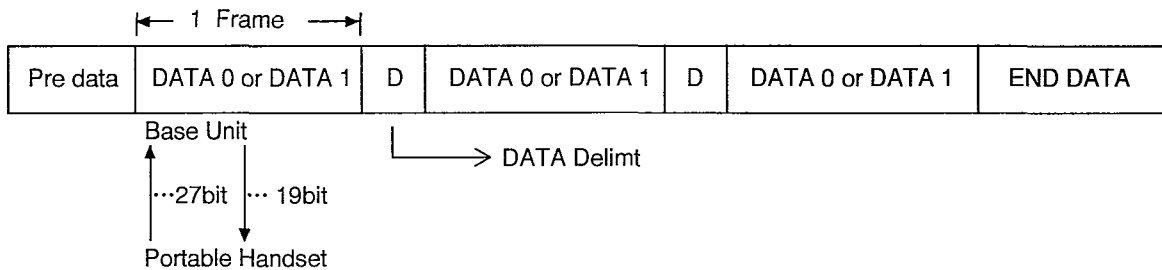 1 Frame
Pre data DATA 0 or DATA 1 D DATA 0 or DATA 1 D DATA 0 or DATA 1 END DATA
Base Unit
DATA Delimt
...27bit ... 19bit
Portable Handset